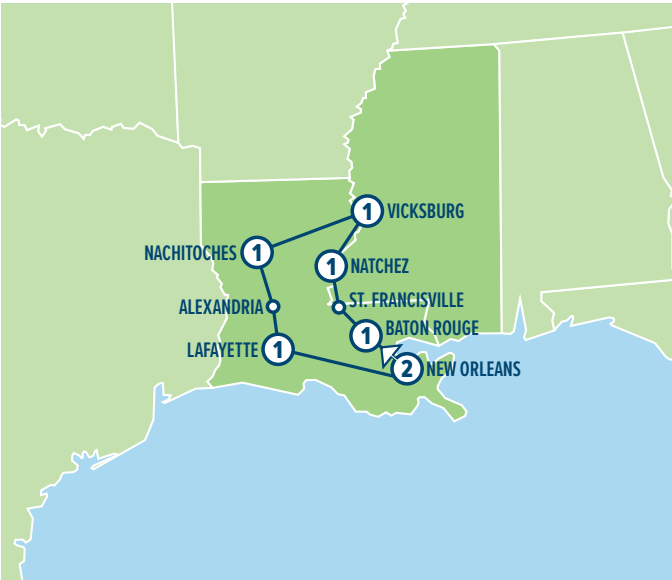 1 VICKSBURG
NACHITOCHES 1
1 NATCHEZ
ALEXANDRIA
ST. FRANCISVILLE
1 BATON ROUGE
LAFAYETTE 1
2 NEW ORLEANS